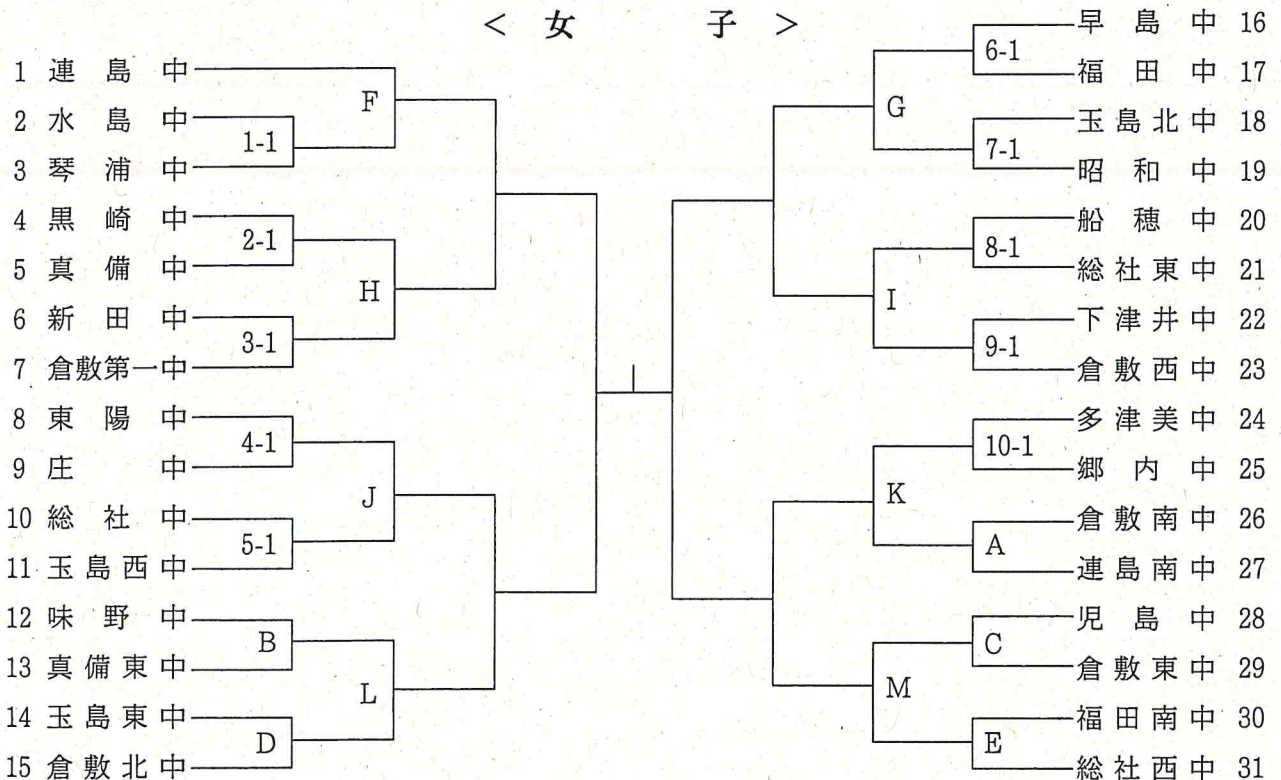 < 女 子 >
1 連島中
2 水島中
3 琴浦中
4 黒崎中
5 真備中
6 新田中
7 倉敷第一中
8 東陽中
9 庄中
10 総社中
11 玉島西中
12 味野中
13 真備東中
14 玉島東中
15 倉敷北中
1-1
2-1
3-1
4-1
5-1
B
D
F
H
J
L
G
I
K
M
6-1
7-1
8-1
9-1
10-1
A
C
E
早島中 16
福田中 17
玉島北中 18
昭和中 19
船穂中 20
総社東中 21
下津井中 22
倉敷西中 23
多津美中 24
郷内中 25
倉敷南中 26
連島南中 27
児島中 28
倉敷東中 29
福田南中 30
総社西中 31